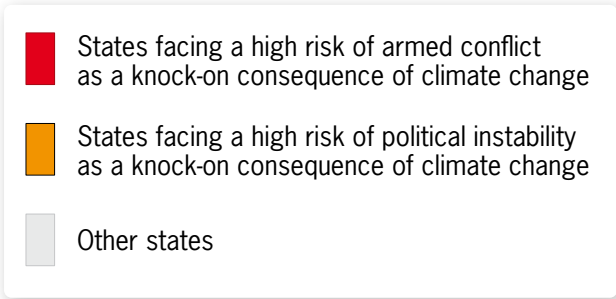 States facing a high risk of armed conflict
as a knock-on consequence of climate change
States facing a high risk of political instability
as a knock-on consequence of climate change
Other states